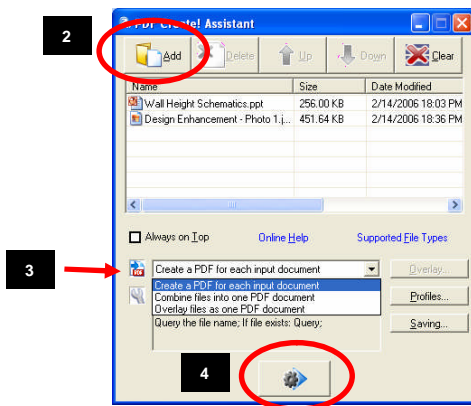 PDF Create! Assistant
2
Add Delete Up Down Clear
Name Size Date Modified
Wall Height Schematics.ppt 256.00 KB 2/14/2006 18:03 PM
Design Enhancement - Photo 1.j... 451.64 KB 2/14/2006 18:36 PM
Always on Top Online Help Supported File Types
3
Create a PDF for each input document Overlay...
Create a PDF for each input document
Combine files into one PDF document Profiles...
Overlay files as one PDF document
Query the file name; If file exists: Query; Saving...
4